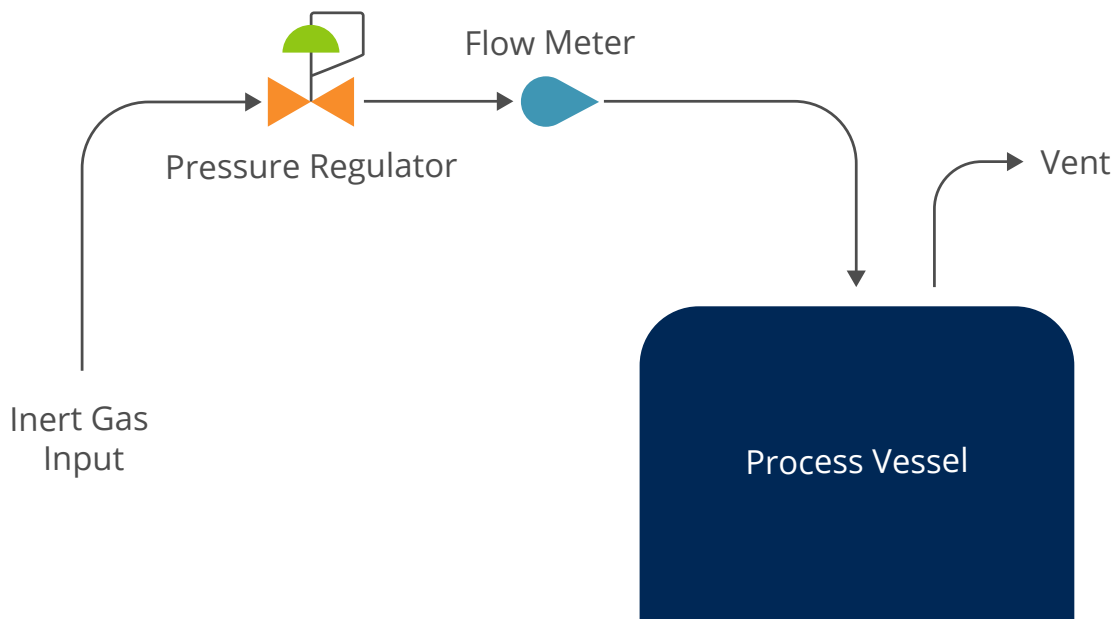 Flow Meter
Pressure Regulator
Vent
Inert Gas
Input
Process Vessel